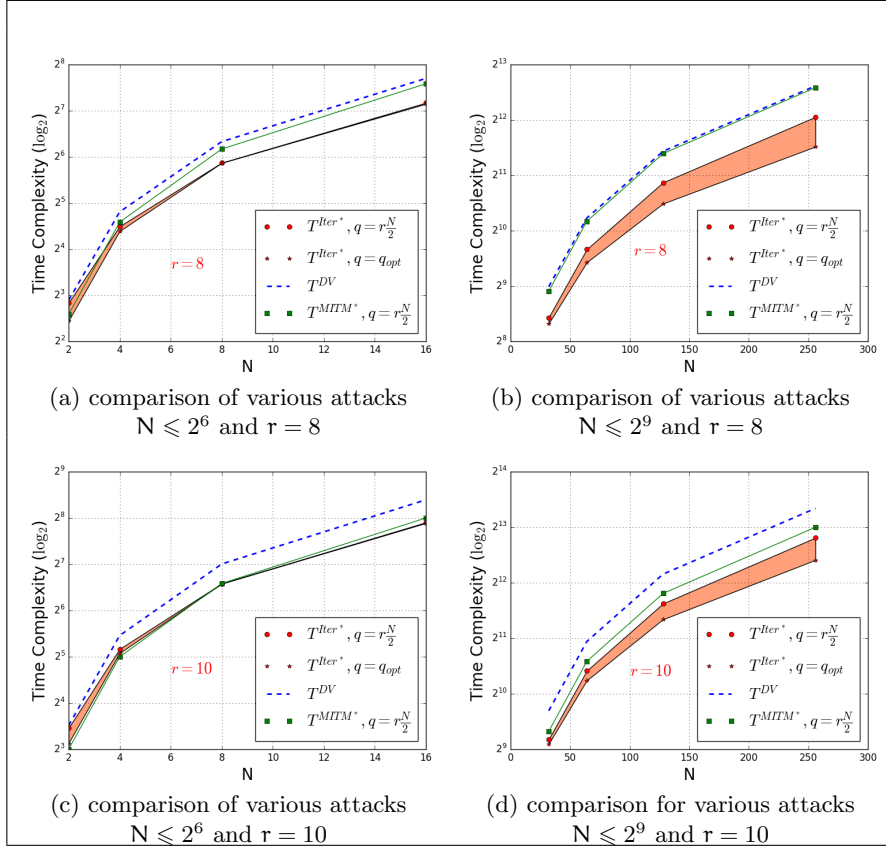 2^8
2^7
2^6
2^5
2^4
2^3
2^2
Time Complexity (log_2)
2 4 6 8 10 12 14 16
N
r = 8
T^{Iter*}, q = r\frac{N}{2}
T^{Iter*}, q = q_{opt}
T^{DV}
T^{MITM*}, q = r\frac{N}{2}
(a) comparison of various attacks
N ⩽ 2^6 and r = 8
2^13
2^12
2^11
2^10
2^9
2^8
Time Complexity (log_2)
0 50 100 150 200 250 300
N
r = 8
T^{Iter*}, q = r\frac{N}{2}
T^{Iter*}, q = q_{opt}
T^{DV}
T^{MITM*}, q = r\frac{N}{2}
(b) comparison of various attacks
N ⩽ 2^9 and r = 8
2^9
2^8
2^7
2^6
2^5
2^4
2^3
Time Complexity (log_2)
2 4 6 8 10 12 14 16
N
r = 10
T^{Iter*}, q = r\frac{N}{2}
T^{Iter*}, q = q_{opt}
T^{DV}
T^{MITM*}, q = r\frac{N}{2}
(c) comparison of various attacks
N ⩽ 2^6 and r = 10
2^14
2^13
2^12
2^11
2^10
2^9
Time Complexity (log_2)
0 50 100 150 200 250 300
N
r = 10
T^{Iter*}, q = r\frac{N}{2}
T^{Iter*}, q = q_{opt}
T^{DV}
T^{MITM*}, q = r\frac{N}{2}
(d) comparison for various attacks
N ⩽ 2^9 and r = 10